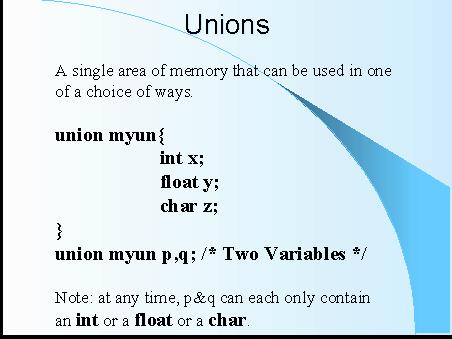 Unions
A single area of memory that can be used in one
of a choice of ways.
union myun{
int x;
float y;
char z;
}
union myun p,q; /* Two Variables */
Note: at any time, p&q can each only contain
an int or a float or a char.